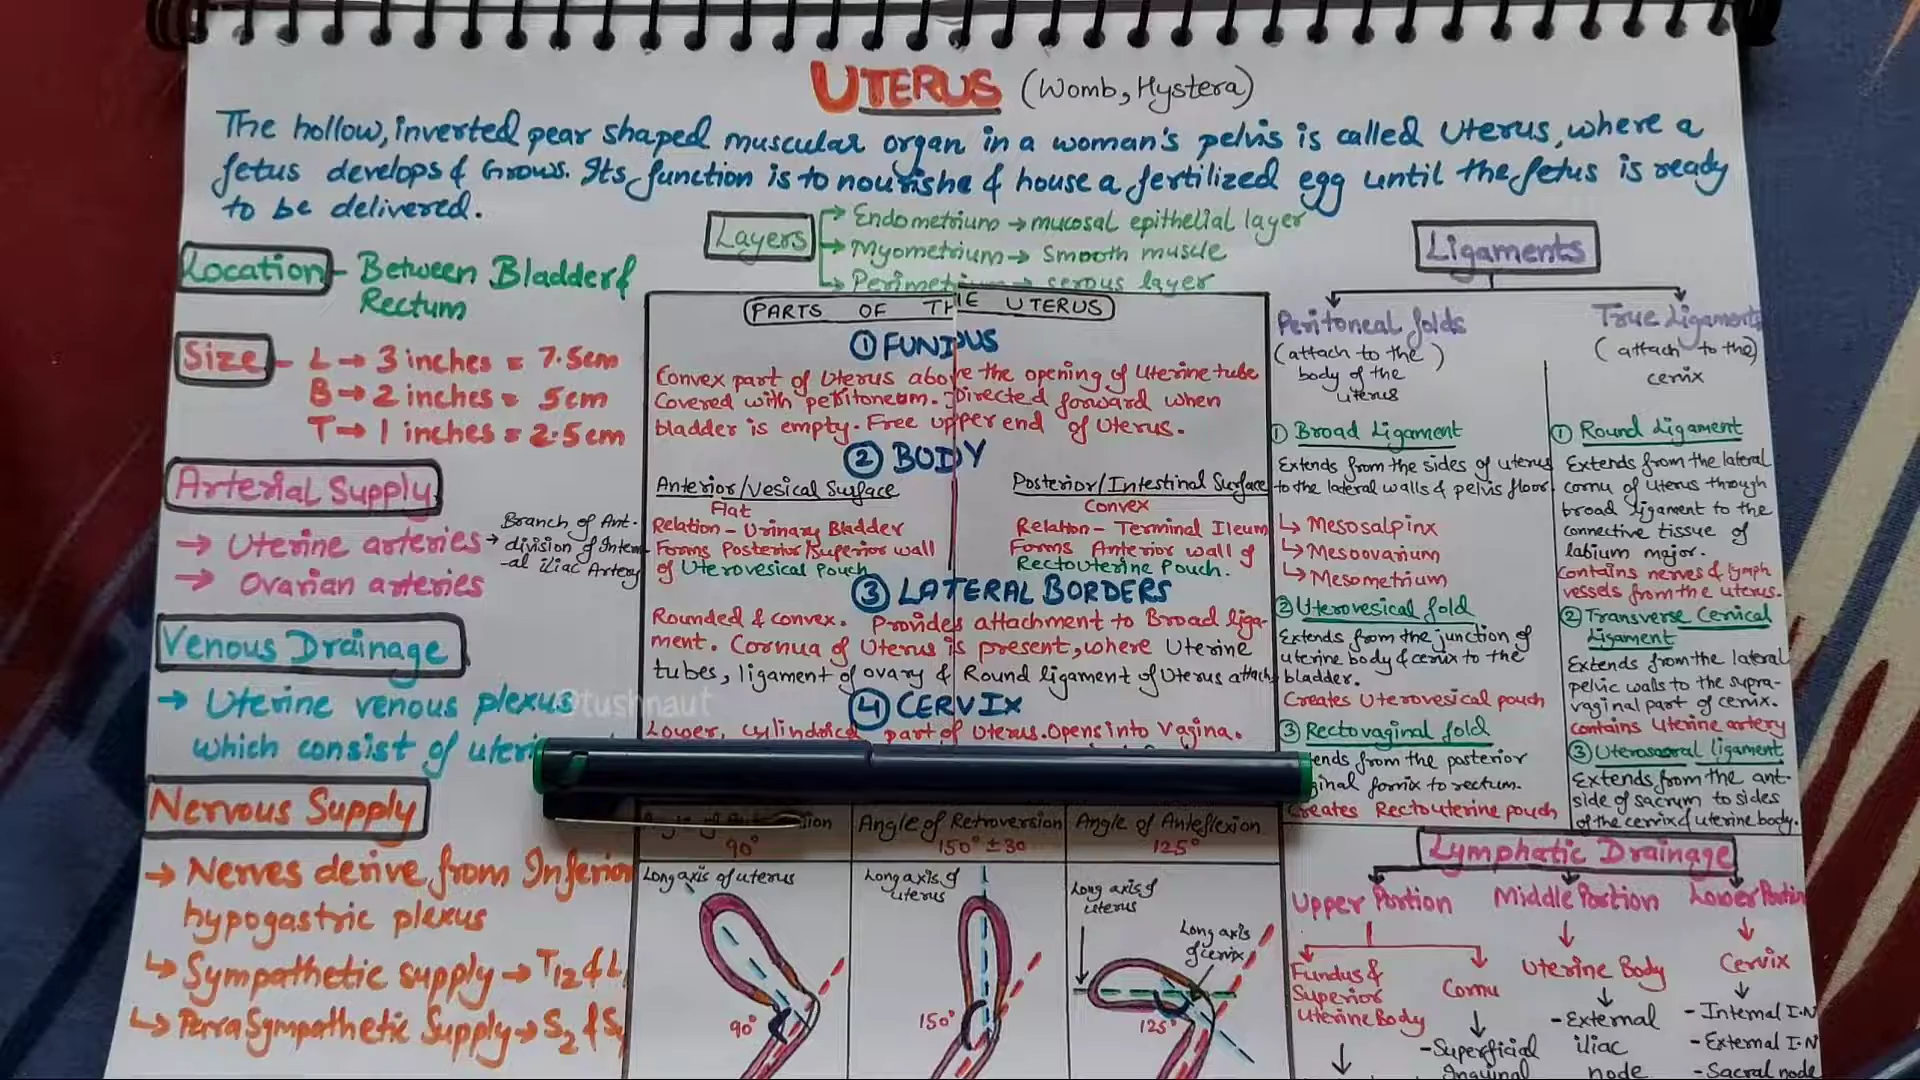 UTERUS (Womb, Hystera)
The hollow, inverted pear shaped muscular organ in a woman's pelvis is called Uterus, where a
fetus develops & Grows. Its function is to nourishe & house a fertilized egg until the fetus is ready
to be delivered.
Location - Between Bladder &
Rectum
Size - L → 3 inches = 7.5cm
B → 2 inches = 5cm
T → 1 inches = 2.5cm
Arterial Supply
→ Uterine arteries → Branch of Ant.
division of Intern
-al iliac Artery
→ Ovarian arteries
Venous Drainage
→ Uterine venous plexus
which consist of
Nervous Supply
→ Nerves derive from Inferior
hypogastric plexus
↳ Sympathetic supply → T12 &
↳ ParraSympathetic Supply → S2 &
Layers
→ Endometrium → mucosal epithelial layer
→ Myometrium → Smooth muscle
→ → serous layer
PARTS OF THE UTERUS
① FUNDUS
Convex part of Uterus above the opening of Uterine tube
Covered with peritoneum. Directed forward when
bladder is empty. Free upper end of Uterus.
② BODY
Anterior/Vesical Surface
Flat
Relation - Urinary Bladder
Forms Posterior/Superior wall
of Uterovesical Pouch
Posterior/Intestinal Surface
Convex
Relation - Terminal Ileum
Forms Anterior wall of
RectoUterine Pouch.
③ LATERAL BORDERS
Rounded & convex. Provides attachment to Broad liga-
ment. Cornua of Uterus is present, where Uterine
tubes, ligament of ovary & Round ligament of Uterus attach
@tushnaut
④ CERVIX
Lower, cylindrical part of Uterus. Opens into Vagina.
90°
Angle of Retroversion
150° ±30
Angle of Anteflexion
125°
Long axis of uterus
90°
Long axis of
uterus
150°
Long axis of
uterus
Long axis
of cervix
125°
Ligaments
Peritoneal folds
(attach to the)
body of the
uterus
① Broad Ligament
Extends from the sides of uterus
to the lateral walls & pelvis floor
↳ Mesosalpinx
↳ Mesoovarium
↳ Mesometrium
② Uterovesical fold
Extends from the junction of
uterine body & cervix to the
bladder.
Creates Uterovesical pouch
③ Rectovaginal fold
from the posterior
fornix to rectum.
Creates Rectouterine pouch
True Ligaments
(attach to the)
cervix
① Round Ligament
Extends from the lateral
cornu of Uterus through
broad ligament to the
connective tissue of
labium major.
Contains nerves & lymph
vessels from the uterus.
② Transverse Cervical
Ligament
Extends from the lateral
pelvic walls to the supra-
vaginal part of cervix.
contains Uterine artery
③ Uterosacral ligament
Extends from the ant-
side of sacrum to sides
of the cervix & uterine body.
Lymphatic Drainage
Upper Portion
Fundus &
Superior
Uterine Body
Cornu
-Superficial
Inguinal
Middle Portion
Uterine Body
-External
iliac
node
Lower
Cervix
-Internal I.N
-External I.N
-Sacral node